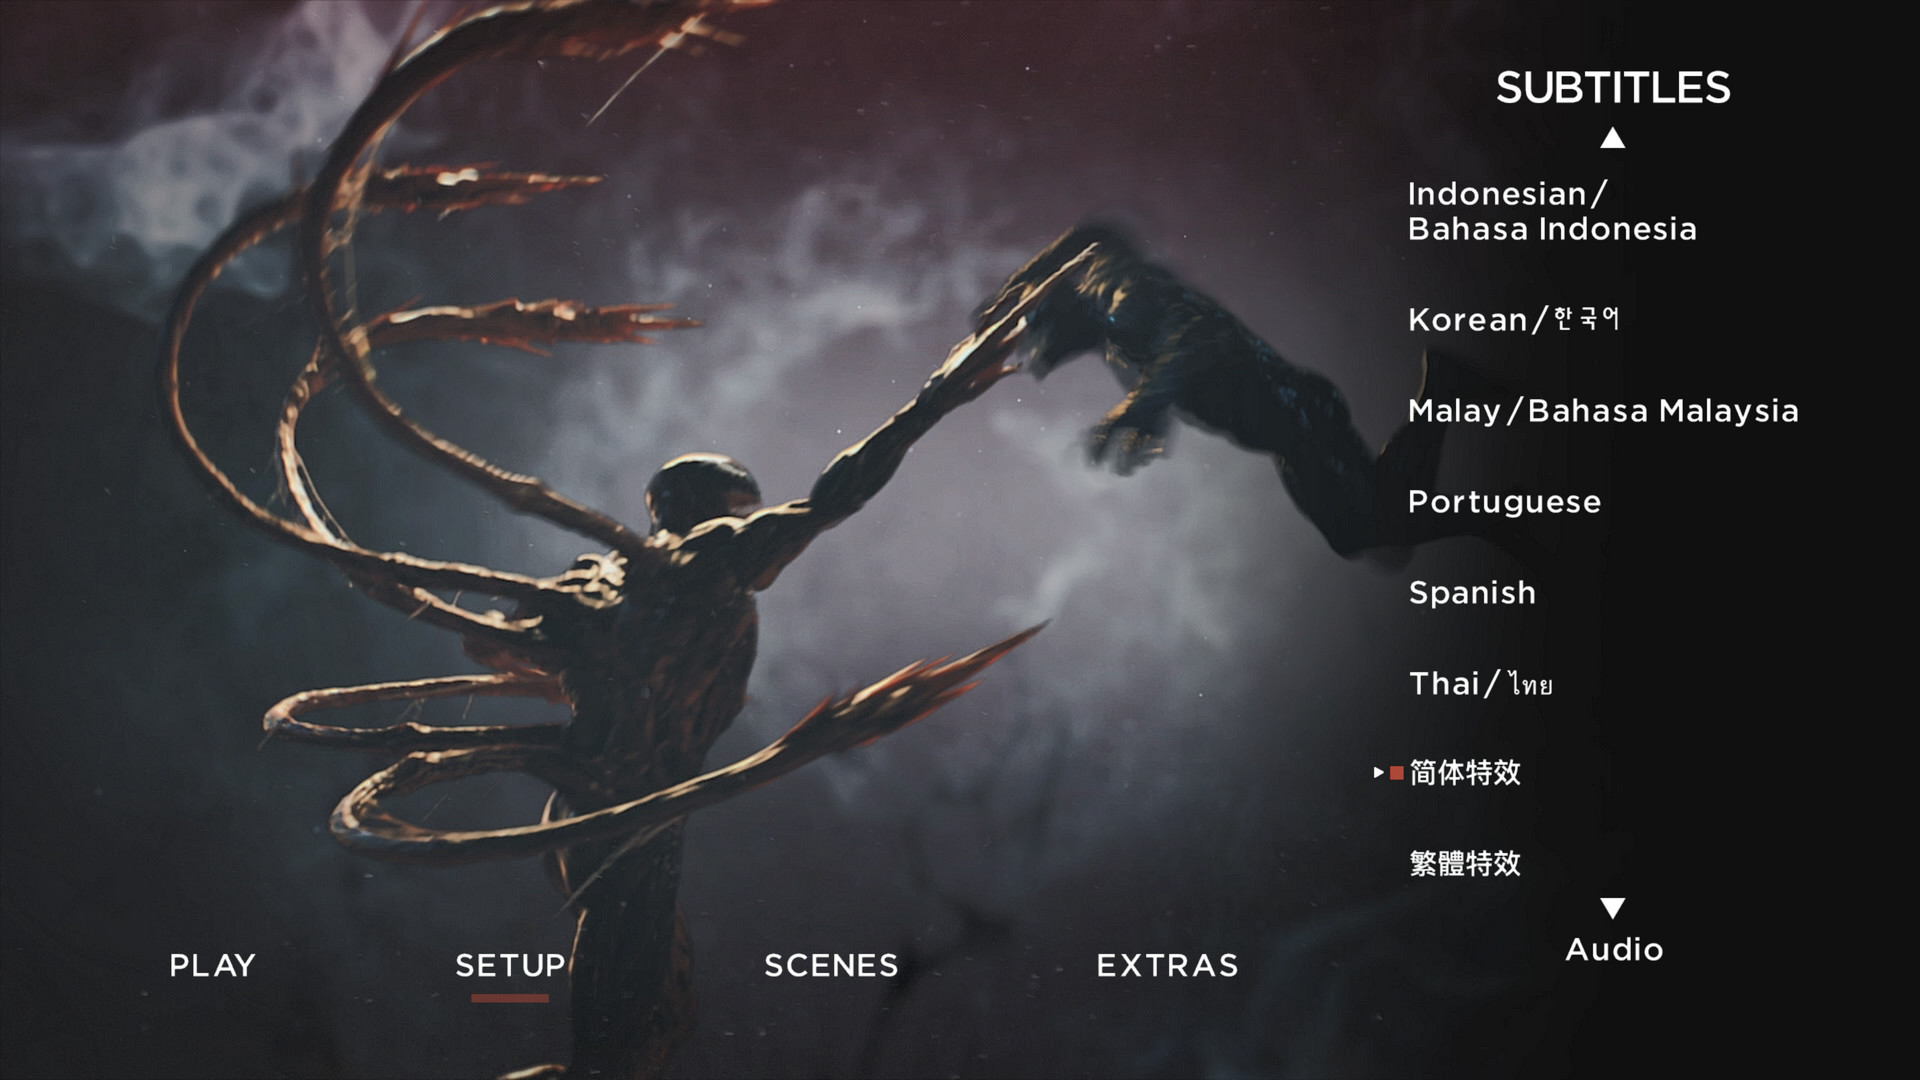 SUBTITLES
Indonesian/
Bahasa Indonesia
Korean/한국어
Malay/Bahasa Malaysia
Portuguese
Spanish
Thai/ไทย
简体特效
繁體特效
Audio
PLAY
SETUP
SCENES
EXTRAS